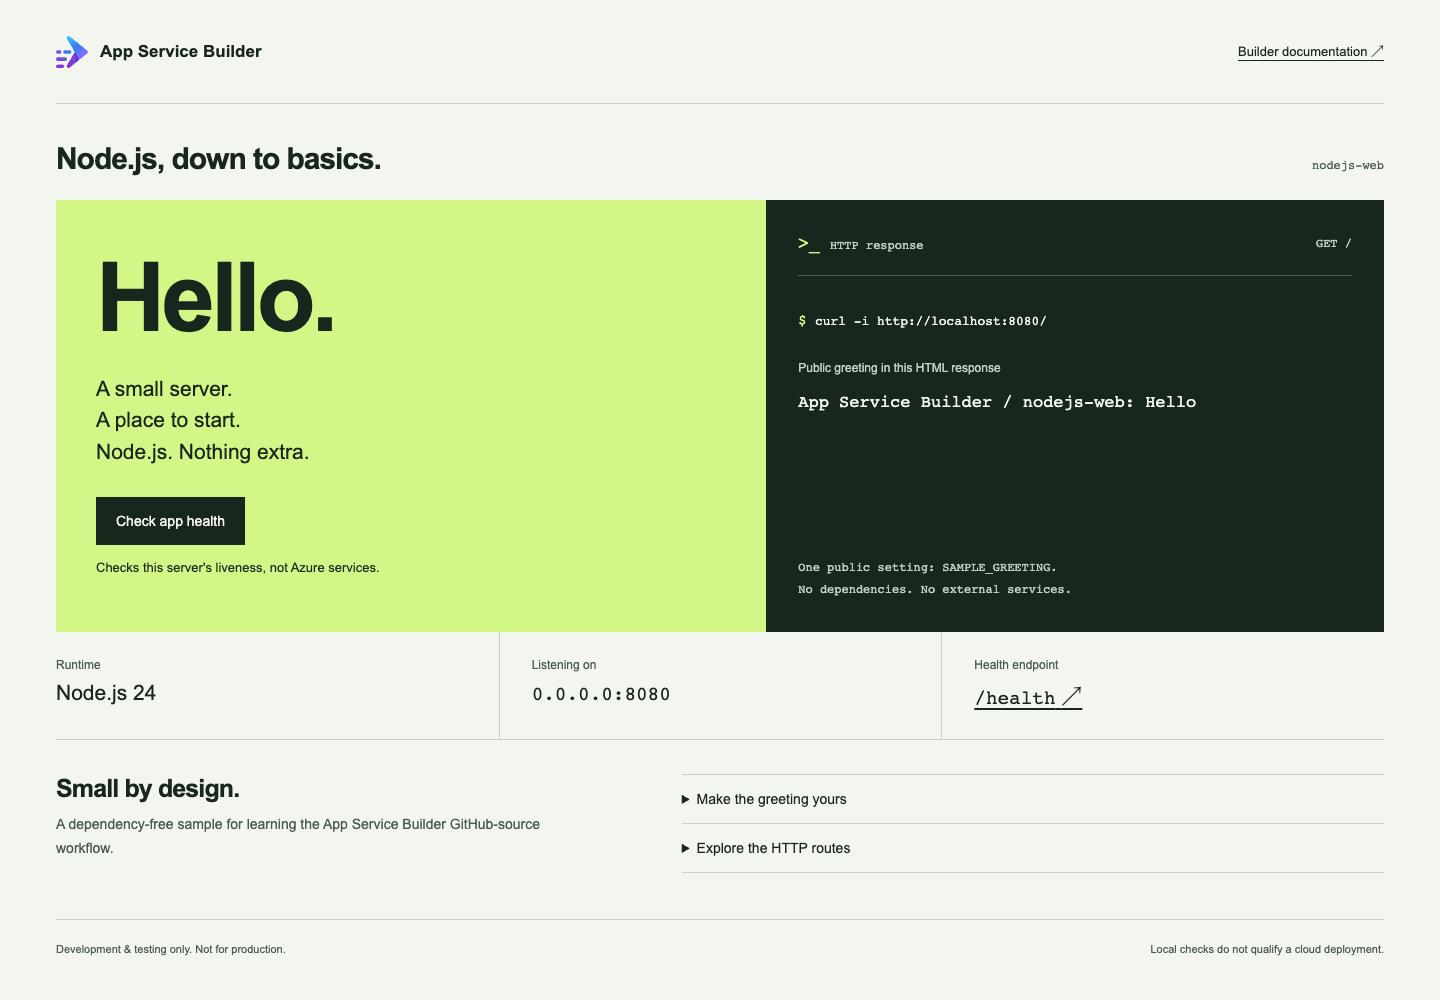 App Service Builder
Builder documentation ↗
Node.js, down to basics.
nodejs-web
Hello.
A small server.
A place to start.
Node.js. Nothing extra.
Check app health
Checks this server's liveness, not Azure services.
>_ HTTP response
GET /
$ curl -i http://localhost:8080/
Public greeting in this HTML response
App Service Builder / nodejs-web: Hello
One public setting: SAMPLE_GREETING.
No dependencies. No external services.
Runtime
Node.js 24
Listening on
0.0.0.0:8080
Health endpoint
/health ↗
Small by design.
A dependency-free sample for learning the App Service Builder GitHub-source
workflow.
▶ Make the greeting yours
▶ Explore the HTTP routes
Development & testing only. Not for production.
Local checks do not qualify a cloud deployment.